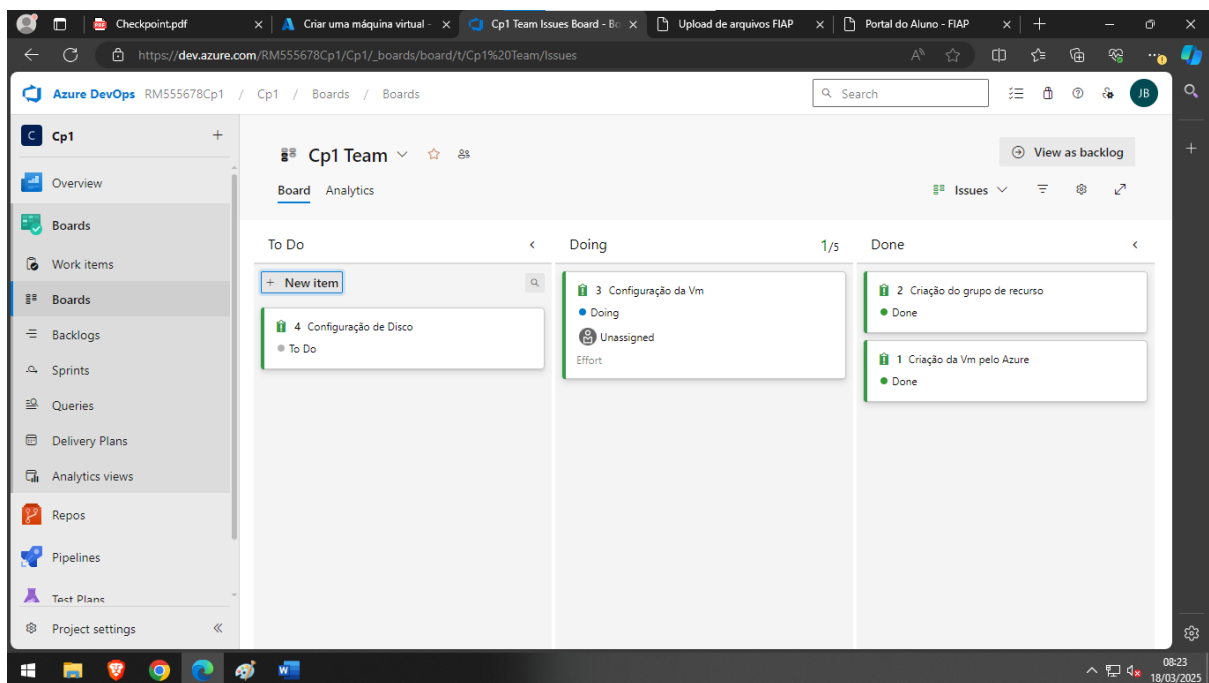 Checkpoint.pdf
Criar uma máquina virtual -
Cp1 Team Issues Board - Bo
Upload de arquivos FIAP
Portal do Aluno - FIAP
https://dev.azure.com/RM555678Cp1/Cp1/_boards/board/t/Cp1%20Team/Issues
Azure DevOps RM555678Cp1 / Cp1 / Boards / Boards
Search
JB
C Cp1
Overview
Boards
Work items
Boards
Backlogs
Sprints
Queries
Delivery Plans
Analytics views
Repos
Pipelines
Test Plans
Project settings
Cp1 Team
View as backlog
Board Analytics
Issues
To Do
New item
4 Configuração de Disco
To Do
Doing 1/5
3 Configuração da Vm
Doing
Unassigned
Effort
Done
2 Criação do grupo de recurso
Done
1 Criação da Vm pelo Azure
Done
08:23
18/03/2025